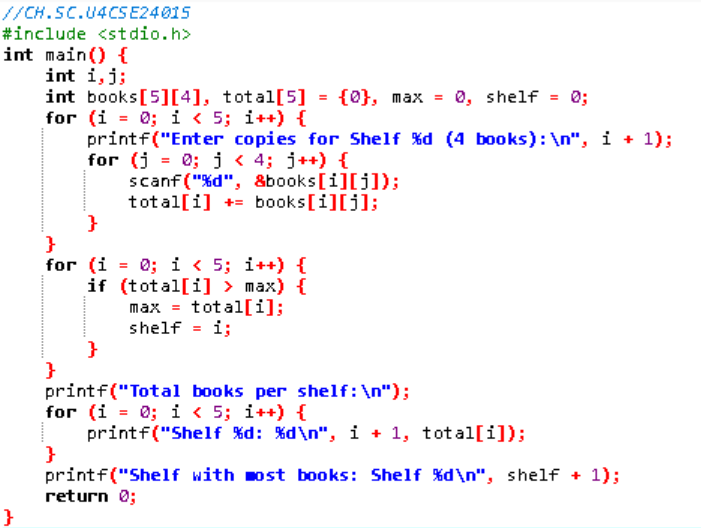 //CH.SC.U4CSE24015
#include <stdio.h>
int main() {
    int i,j;
    int books[5][4], total[5] = {0}, max = 0, shelf = 0;
    for (i = 0; i < 5; i++) {
        printf("Enter copies for Shelf %d (4 books):\n", i + 1);
        for (j = 0; j < 4; j++) {
            scanf("%d", &books[i][j]);
            total[i] += books[i][j];
        }
    }
    for (i = 0; i < 5; i++) {
        if (total[i] > max) {
            max = total[i];
            shelf = i;
        }
    }
    printf("Total books per shelf:\n");
    for (i = 0; i < 5; i++) {
        printf("Shelf %d: %d\n", i + 1, total[i]);
    }
    printf("Shelf with most books: Shelf %d\n", shelf + 1);
    return 0;
}